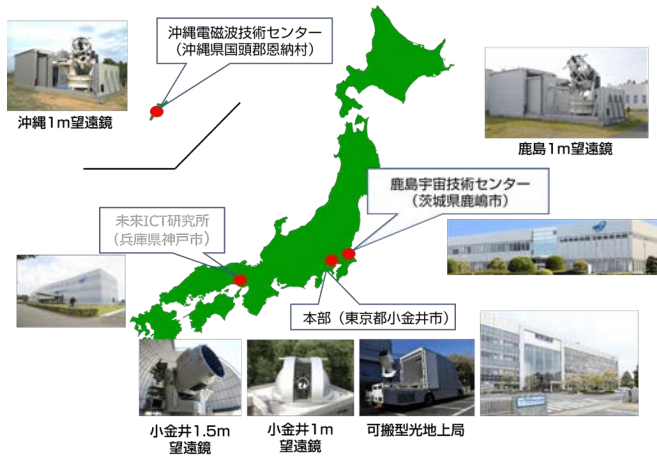 沖縄電磁波技術センター
（沖縄県国頭郡恩納村）
沖縄1m望遠鏡
鹿島1m望遠鏡
鹿島宇宙技術センター
（茨城県鹿嶋市）
未来ICT研究所
（兵庫県神戸市）
本部（東京都小金井市）
小金井1.5m
望遠鏡
小金井1m
望遠鏡
可搬型光地上局